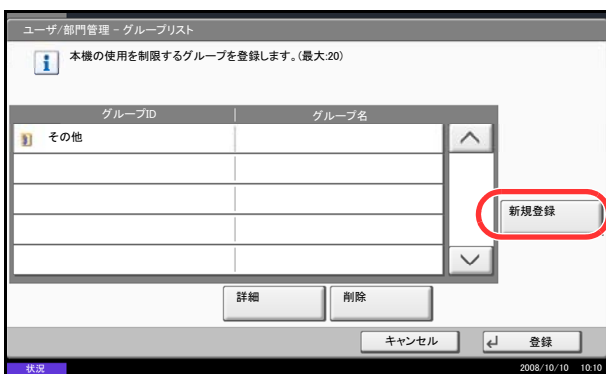 ユーザ/部門管理 - グループリスト
本機の使用を制限するグループを登録します。(最大:20)
グループID グループ名
その他
新規登録
詳細 削除
キャンセル 登録
状況 2008/10/10 10:10